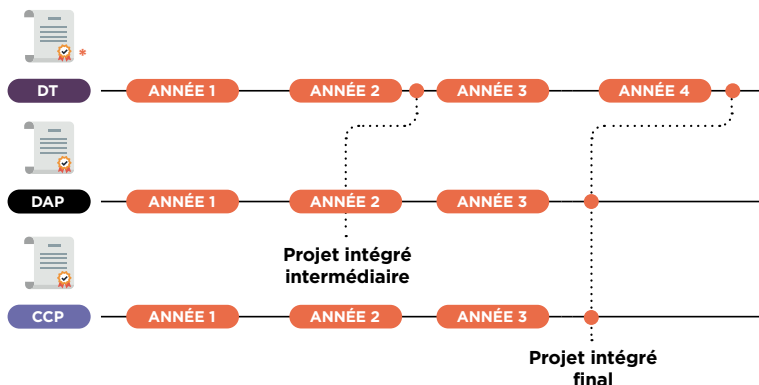 *
DT ANNÉE 1 ANNÉE 2 ANNÉE 3 ANNÉE 4
DAP ANNÉE 1 ANNÉE 2 ANNÉE 3
Projet intégré
intermédiaire
CCP ANNÉE 1 ANNÉE 2 ANNÉE 3
Projet intégré
final